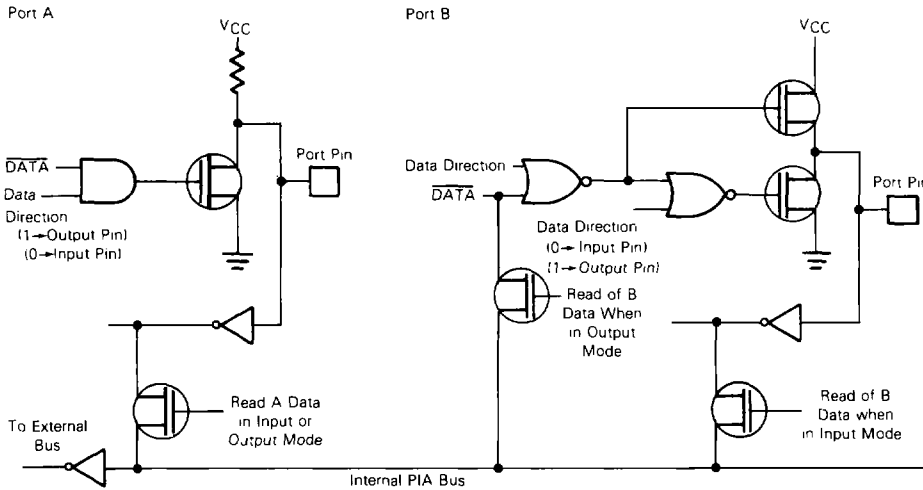 Port A
VCC
DATA
Data
Direction
(1→Output Pin)
(0→Input Pin)
Port Pin
Read A Data
in Input or
Output Mode
To External
Bus
Internal PIA Bus
Port B
VCC
Data Direction
DATA
Data Direction
(0→Input Pin)
(1→Output Pin)
Port Pin
Read of B
Data When
in Output
Mode
Read of B
Data when
in Input Mode